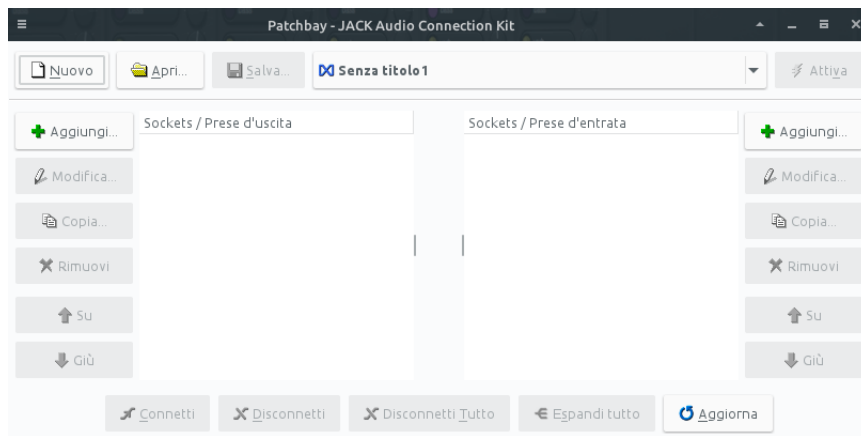 Patchbay - JACK Audio Connection Kit
Nuovo
Apri...
Salva...
Senza titolo1
Attiva
Aggiungi...
Modifica...
Copia...
Rimuovi
Su
Giù
Sockets / Prese d'uscita
Sockets / Prese d'entrata
Aggiungi...
Modifica...
Copia...
Rimuovi
Su
Giù
Connetti
Disconnetti
Disconnetti Tutto
Espandi tutto
Aggiorna